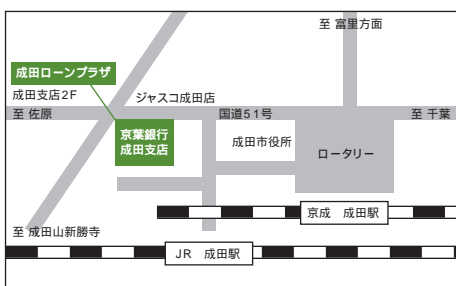 至 富里方面
成田ローンプラザ
成田支店2F
ジャスコ成田店
至 佐原
国道51号
至 千葉
京葉銀行
成田支店
成田市役所
ロータリー
京成 成田駅
至 成田山新勝寺
JR 成田駅